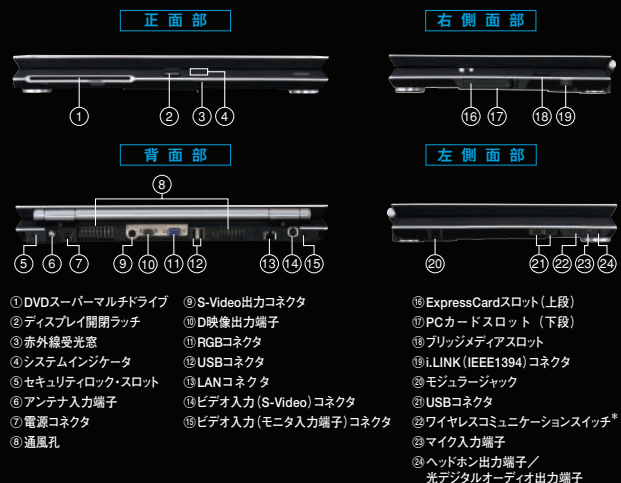 正面部
右側面部
① ② ③ ④
⑯ ⑰ ⑱ ⑲
背面部
左側面部
⑧
⑤ ⑥ ⑦ ⑨ ⑩ ⑪ ⑫ ⑬ ⑭ ⑮
⑳ ㉑ ㉒ ㉓ ㉔
①DVDスーパーマルチドライブ
②ディスプレイ開閉ラッチ
③赤外線受光窓
④システムインジケータ
⑤セキュリティロック・スロット
⑥アンテナ入力端子
⑦電源コネクタ
⑧通風孔
⑨S-Video出力コネクタ
⑩D映像出力端子
⑪RGBコネクタ
⑫USBコネクタ
⑬LANコネクタ
⑭ビデオ入力(S-Video)コネクタ
⑮ビデオ入力(モニタ入力端子)コネクタ
⑯ExpressCardスロット(上段)
⑰PCカードスロット(下段)
⑱ブリッジメディアスロット
⑲i.LINK(IEEE1394)コネクタ
⑳モジュラージャック
㉑USBコネクタ
㉒ワイヤレスコミュニケーションスイッチ*
㉓マイク入力端子
㉔ヘッドホン出力端子/
光デジタルオーディオ出力端子